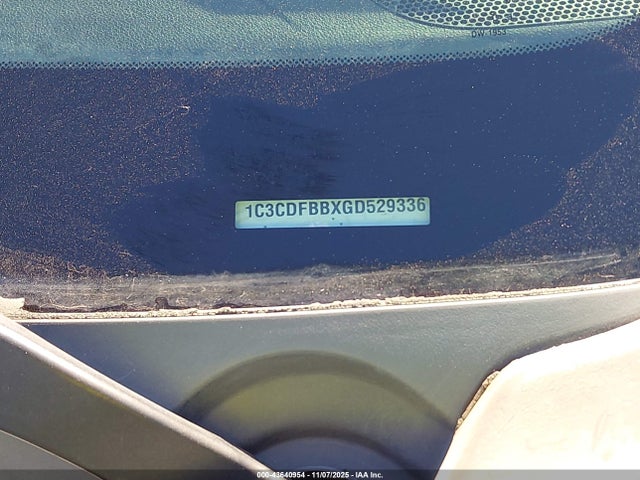 DW 1953
1C3CDFBBXGD529336
000-43640954 - 11/07/2025 - IAA Inc.